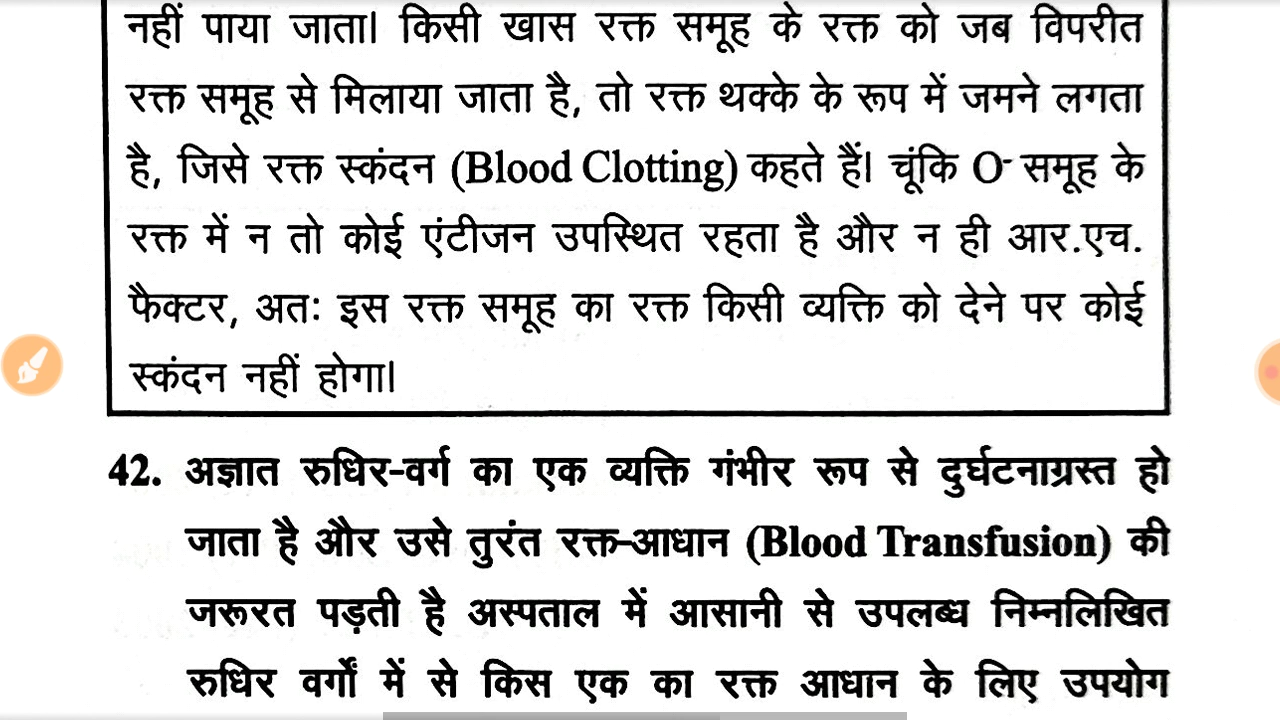 नहीं पाया जाता। किसी खास रक्त समूह के रक्त को जब विपरीत
रक्त समूह से मिलाया जाता है, तो रक्त थक्के के रूप में जमने लगता
है, जिसे रक्त स्कंदन (Blood Clotting) कहते हैं। चूंकि O⁻ समूह के
रक्त में न तो कोई एंटीजन उपस्थित रहता है और न ही आर.एच.
फैक्टर, अतः इस रक्त समूह का रक्त किसी व्यक्ति को देने पर कोई
स्कंदन नहीं होगा।
42. अज्ञात रुधिर-वर्ग का एक व्यक्ति गंभीर रूप से दुर्घटनाग्रस्त हो
जाता है और उसे तुरंत रक्त-आधान (Blood Transfusion) की
जरूरत पड़ती है अस्पताल में आसानी से उपलब्ध निम्नलिखित
रुधिर वर्गों में से किस एक का रक्त आधान के लिए उपयोग